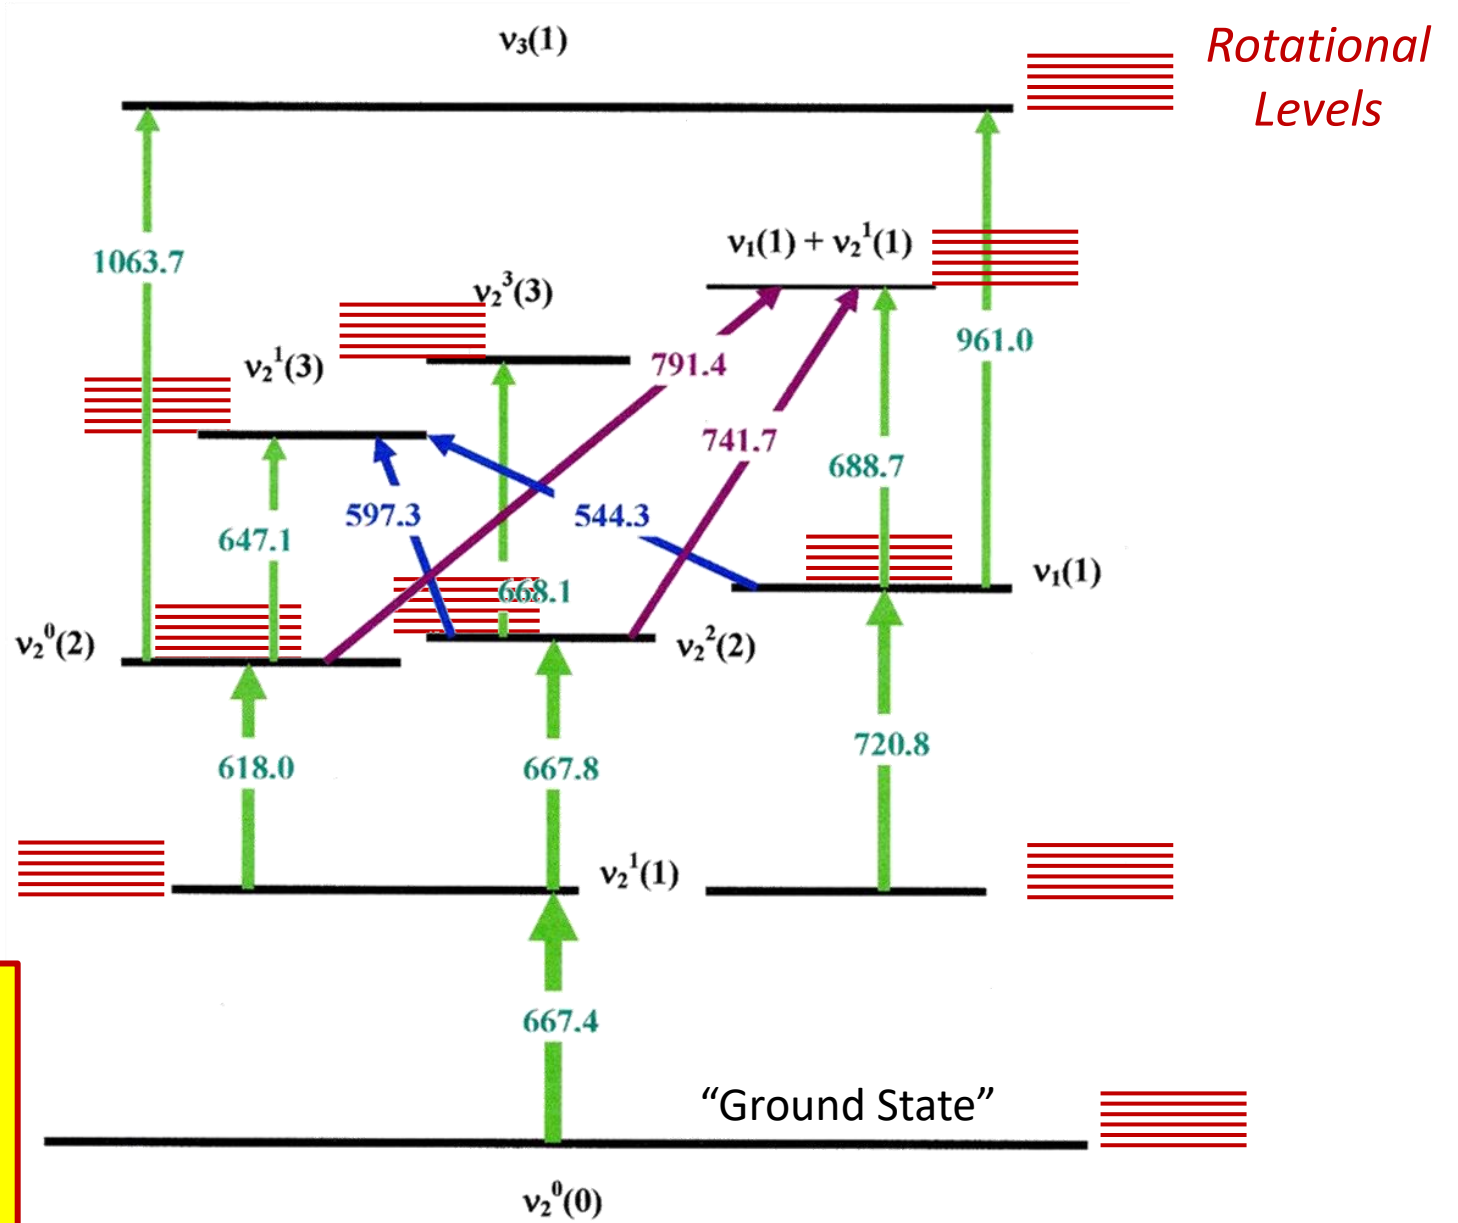 ν₃(1)
Rotational
Levels
ν₁(1) + ν₂¹(1)
1063.7
ν₂³(3)
961.0
ν₂¹(3)
791.4
741.7
688.7
597.3
544.3
647.1
ν₁(1)
668.1
ν₂⁰(2)
ν₂²(2)
720.8
618.0
667.8
ν₂¹(1)
667.4
“Ground State”
ν₂⁰(0)